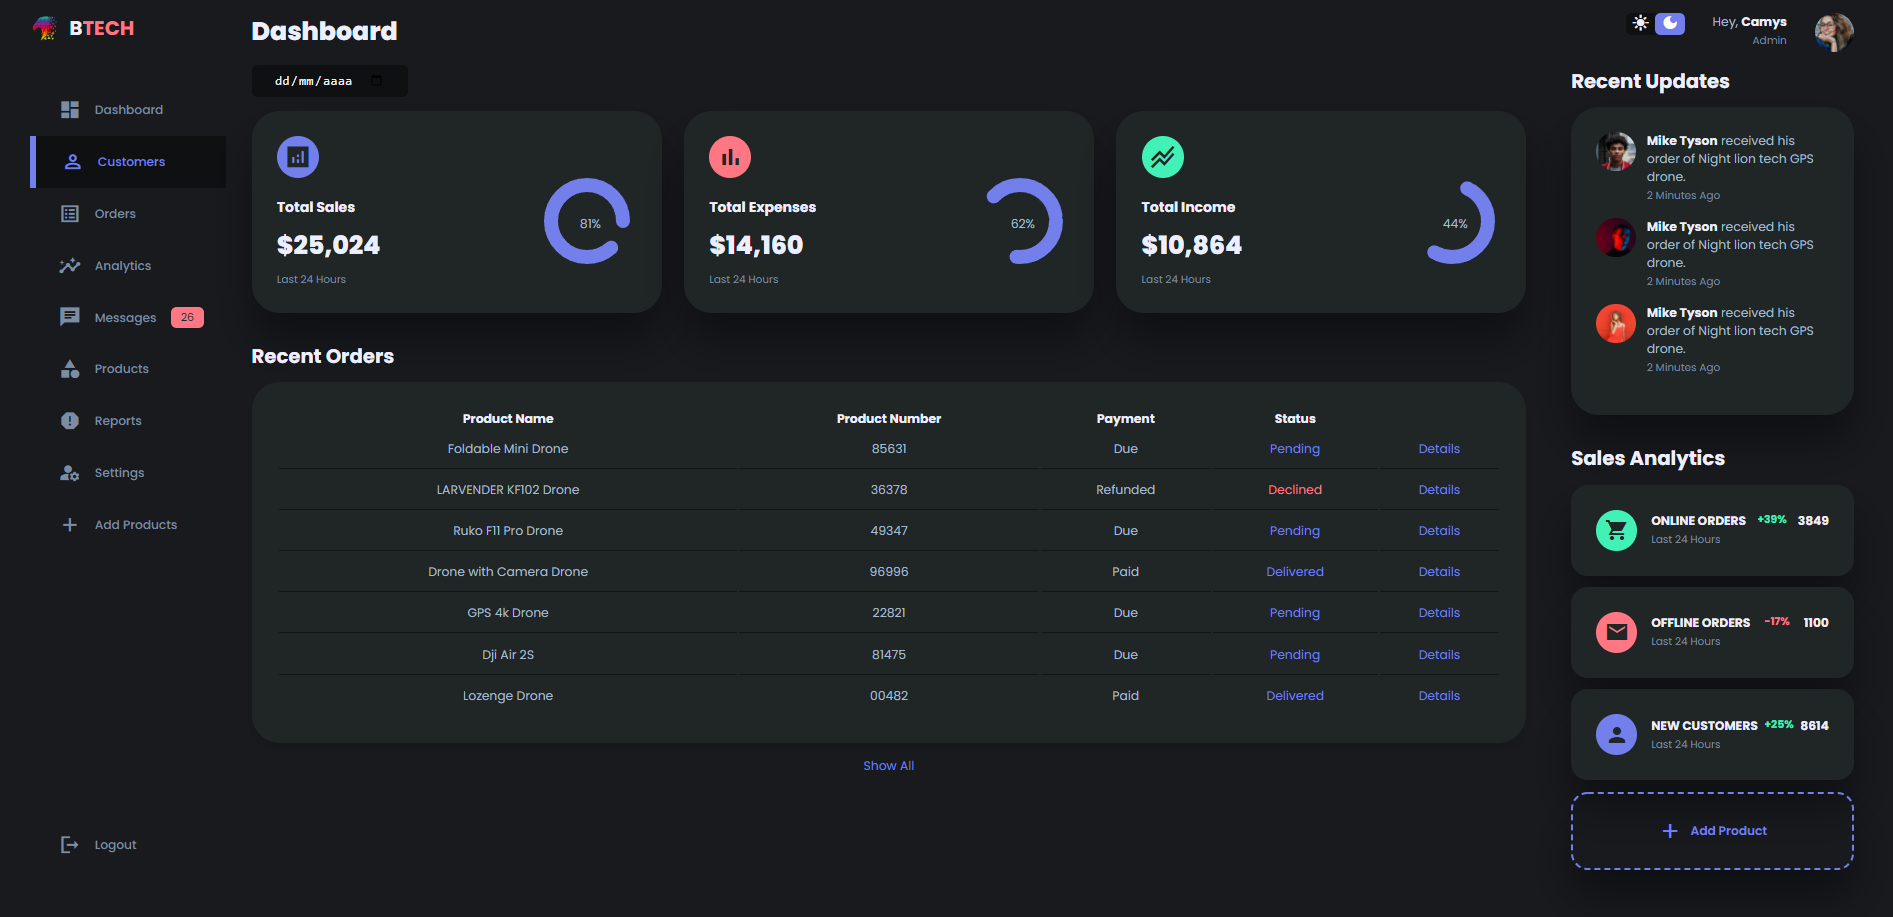 BTECH
Dashboard
Customers
Orders
Analytics
Messages 26
Products
Reports
Settings
Add Products
Logout
Dashboard
dd/mm/aaaa
Total Sales
$25,024
Last 24 Hours
81%
Total Expenses
$14,160
Last 24 Hours
62%
Total Income
$10,864
Last 24 Hours
44%
Recent Orders
Product Name Product Number Payment Status
Foldable Mini Drone 85631 Due Pending Details
LARVENDER KF102 Drone 36378 Refunded Declined Details
Ruko F11 Pro Drone 49347 Due Pending Details
Drone with Camera Drone 96996 Paid Delivered Details
GPS 4k Drone 22821 Due Pending Details
Dji Air 2S 81475 Due Pending Details
Lozenge Drone 00482 Paid Delivered Details
Show All
Hey, Camys
Admin
Recent Updates
Mike Tyson received his
order of Night lion tech GPS
drone.
2 Minutes Ago
Mike Tyson received his
order of Night lion tech GPS
drone.
2 Minutes Ago
Mike Tyson received his
order of Night lion tech GPS
drone.
2 Minutes Ago
Sales Analytics
ONLINE ORDERS +39% 3849
Last 24 Hours
OFFLINE ORDERS -17% 1100
Last 24 Hours
NEW CUSTOMERS +25% 8614
Last 24 Hours
Add Product